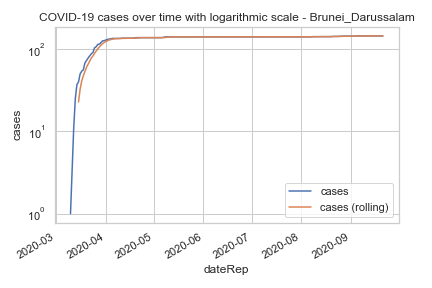 COVID-19 cases over time with logarithmic scale - Brunei_Darussalam
cases
10²
10¹
10⁰
2020-03
2020-04
2020-05
2020-06
2020-07
2020-08
2020-09
dateRep
cases
cases (rolling)